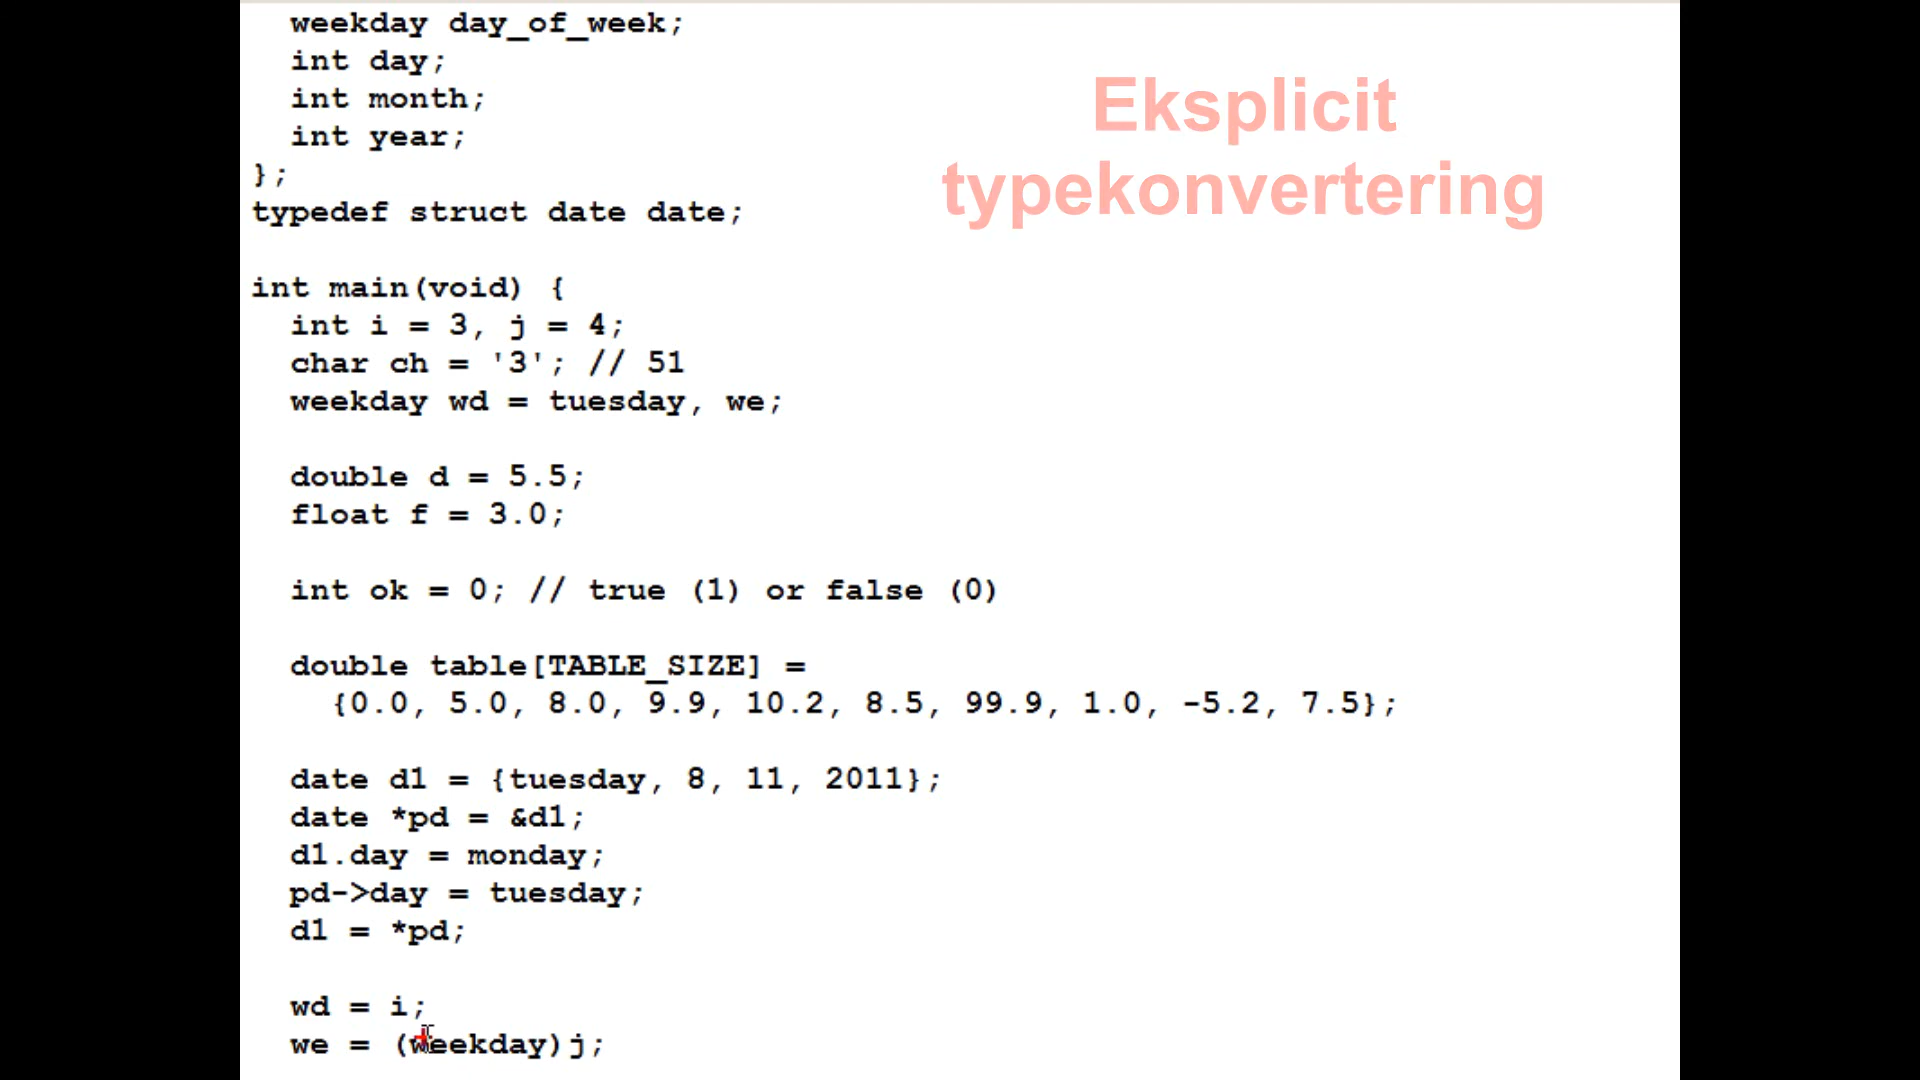 weekday day_of_week;
int day;
int month;
int year;
};
typedef struct date date;
Eksplicit
typekonvertering
int main(void) {
int i = 3, j = 4;
char ch = '3'; // 51
weekday wd = tuesday, we;
double d = 5.5;
float f = 3.0;
int ok = 0; // true (1) or false (0)
double table[TABLE_SIZE] =
{0.0, 5.0, 8.0, 9.9, 10.2, 8.5, 99.9, 1.0, -5.2, 7.5};
date d1 = {tuesday, 8, 11, 2011};
date *pd = &d1;
d1.day = monday;
pd->day = tuesday;
d1 = *pd;
wd = i;
we = (weekday)j;